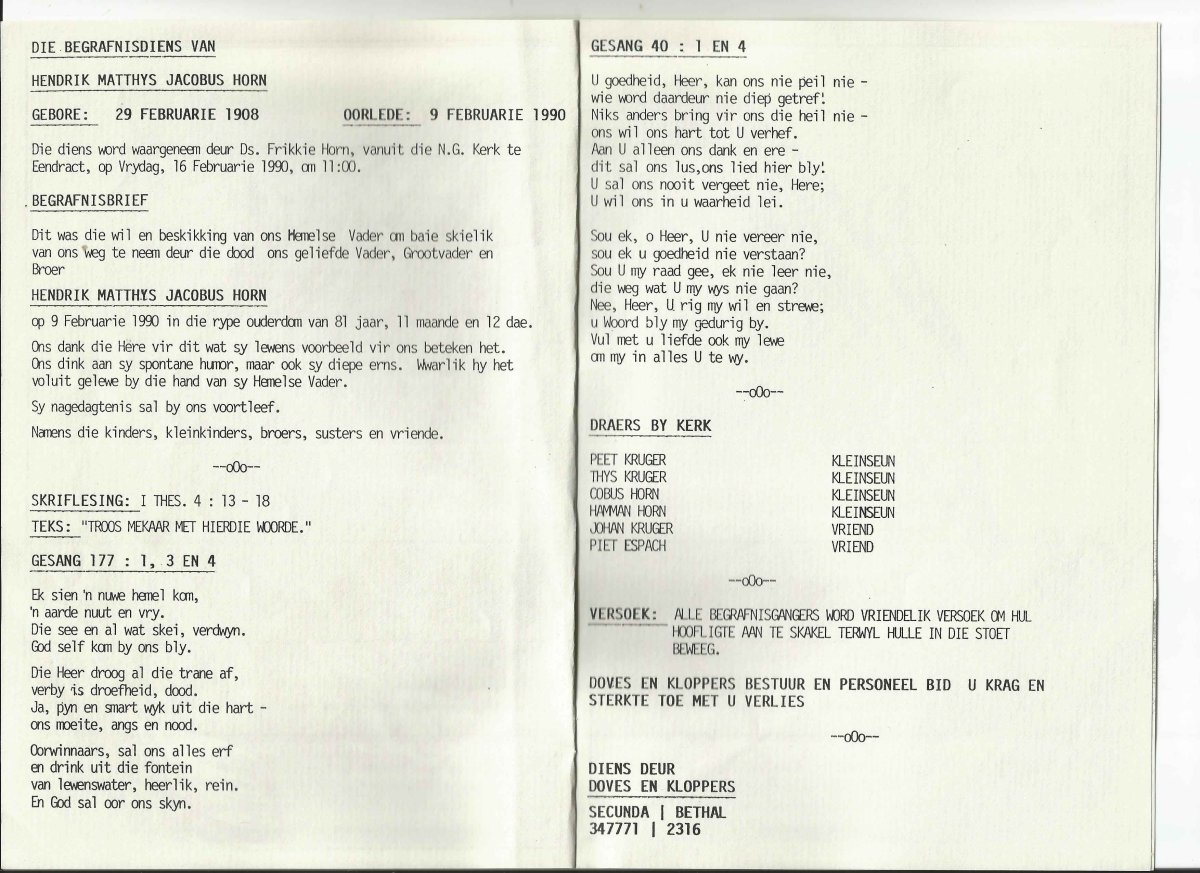 DIE BEGRAFNISDIENS VAN
HENDRIK MATTHYS JACOBUS HORN
GEBORE: 29 FEBRUARIE 1908 OORLEDE: 9 FEBRUARIE 1990
Die diens word waargeneem deur Ds. Frikkie Horn, vanuit die N.G. Kerk te
Eendract, op Vrydag, 16 Februarie 1990, om 11:00.
BEGRAFNISBRIEF
Dit was die wil en beskikking van ons Hemelse Vader om baie skielik
van ons weg te neem deur die dood ons geliefde Vader, Grootvader en
Broer
HENDRIK MATTHYS JACOBUS HORN
op 9 Februarie 1990 in die rype ouderdom van 81 jaar, 11 maande en 12 dae.
Ons dank die Here vir dit wat sy lewens voorbeeld vir ons beteken het.
Ons dink aan sy spontane humor, maar ook sy diepe erns. Wwarlik hy het
voluit gelewe by die hand van sy Hemelse Vader.
Sy nagedagtenis sal by ons voortleef.
Namens die kinders, kleinkinders, broers, susters en vriende.
--oOo--
SKRIFLESING: I THES. 4 : 13 - 18
TEKS: "TROOS MEKAAR MET HIERDIE WOORDE."
GESANG 177 : 1, 3 EN 4
Ek sien 'n nuwe hemel kom,
'n aarde nuut en vry.
Die see en al wat skei, verdwyn.
God self kom by ons bly.
Die Heer droog al die trane af,
verby is droefheid, dood.
Ja, pyn en smart wyk uit die hart -
ons moeite, angs en nood.
Oorwinnaars, sal ons alles erf
en drink uit die fontein
van lewenswater, heerlik, rein.
En God sal oor ons skyn.
GESANG 40 : 1 EN 4
U goedheid, Heer, kan ons nie peil nie -
wie word daardeur nie diep getref!
Niks anders bring vir ons die heil nie -
ons wil ons hart tot U verhef.
Aan U alleen ons dank en ere -
dit sal ons lus,ons lied hier bly!
U sal ons nooit vergeet nie, Here;
U wil ons in u waarheid lei.
Sou ek, o Heer, U nie vereer nie,
sou ek u goedheid nie verstaan?
Sou U my raad gee, ek nie leer nie,
die weg wat U my wys nie gaan?
Nee, Heer, U rig my wil en strewe;
u Woord bly my gedurig by.
Vul met u liefde ook my lewe
om my in alles U te wy.
--oOo--
DRAERS BY KERK
PEET KRUGER KLEINSEUN
THYS KRUGER KLEINSEUN
COBUS HORN KLEINSEUN
HAMMAN HORN KLEINSEUN
JOHAN KRUGER VRIEND
PIET ESPACH VRIEND
--oOo--
VERSOEK: ALLE BEGRAFNISGANGERS WORD VRIENDELIK VERSOEK OM HUL
HOOFLIGTE AAN TE SKAKEL TERWYL HULLE IN DIE STOET
BEWEEG.
DOVES EN KLOPPERS BESTUUR EN PERSONEEL BID U KRAG EN
STERKTE TOE MET U VERLIES
--oOo--
DIENS DEUR
DOVES EN KLOPPERS
SECUNDA | BETHAL
347771 | 2316